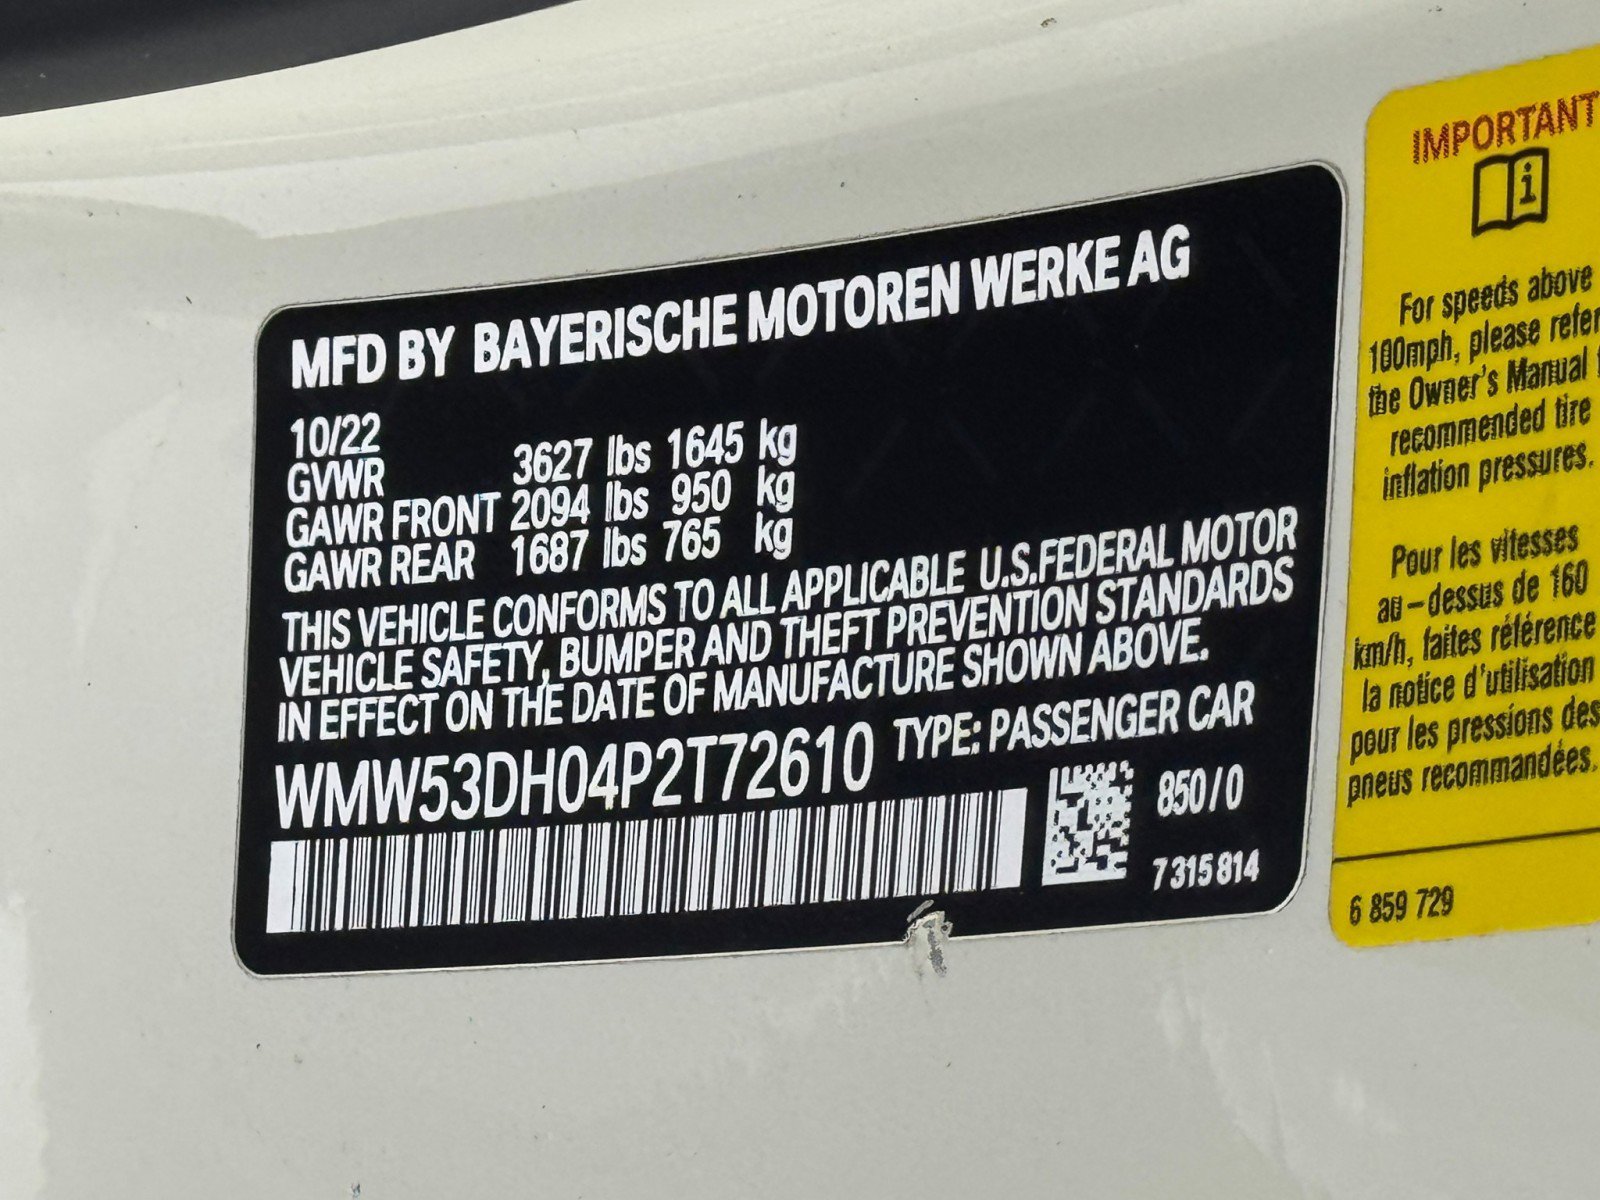 MFD BY BAYERISCHE MOTOREN WERKE AG
10/22
GVWR 3627 lbs 1645 kg
GAWR FRONT 2094 lbs 950 kg
GAWR REAR 1687 lbs 765 kg
THIS VEHICLE CONFORMS TO ALL APPLICABLE U.S.FEDERAL MOTOR
VEHICLE SAFETY, BUMPER AND THEFT PREVENTION STANDARDS
IN EFFECT ON THE DATE OF MANUFACTURE SHOWN ABOVE.
WMW53DH04P2T72610 TYPE: PASSENGER CAR
850/0
7315814
IMPORTANT
i
For speeds above
100mph, please refer
the Owner's Manual
recommended tire
inflation pressures.
Pour les vitesses
au-dessus de 160
km/h, faites référence
la notice d'utilisation
pour les pressions des
pneus recommandées.
6 859 729